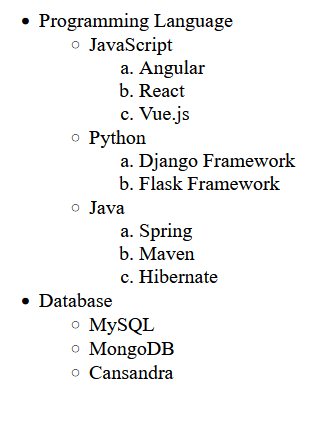 • Programming Language
○ JavaScript
a. Angular
b. React
c. Vue.js
○ Python
a. Django Framework
b. Flask Framework
○ Java
a. Spring
b. Maven
c. Hibernate
• Database
○ MySQL
○ MongoDB
○ Cansandra